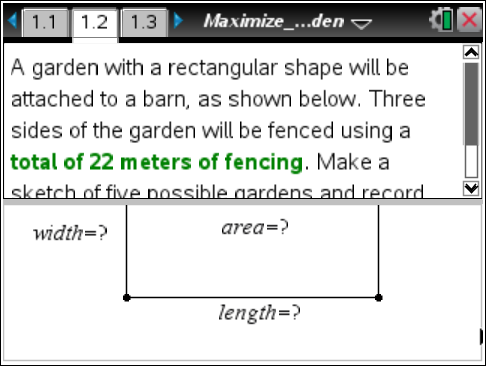 1.1 1.2 1.3 Maximize_...den
A garden with a rectangular shape will be
attached to a barn, as shown below. Three
sides of the garden will be fenced using a
total of 22 meters of fencing. Make a
sketch of five possible gardens and record
width=? area=?
length=?